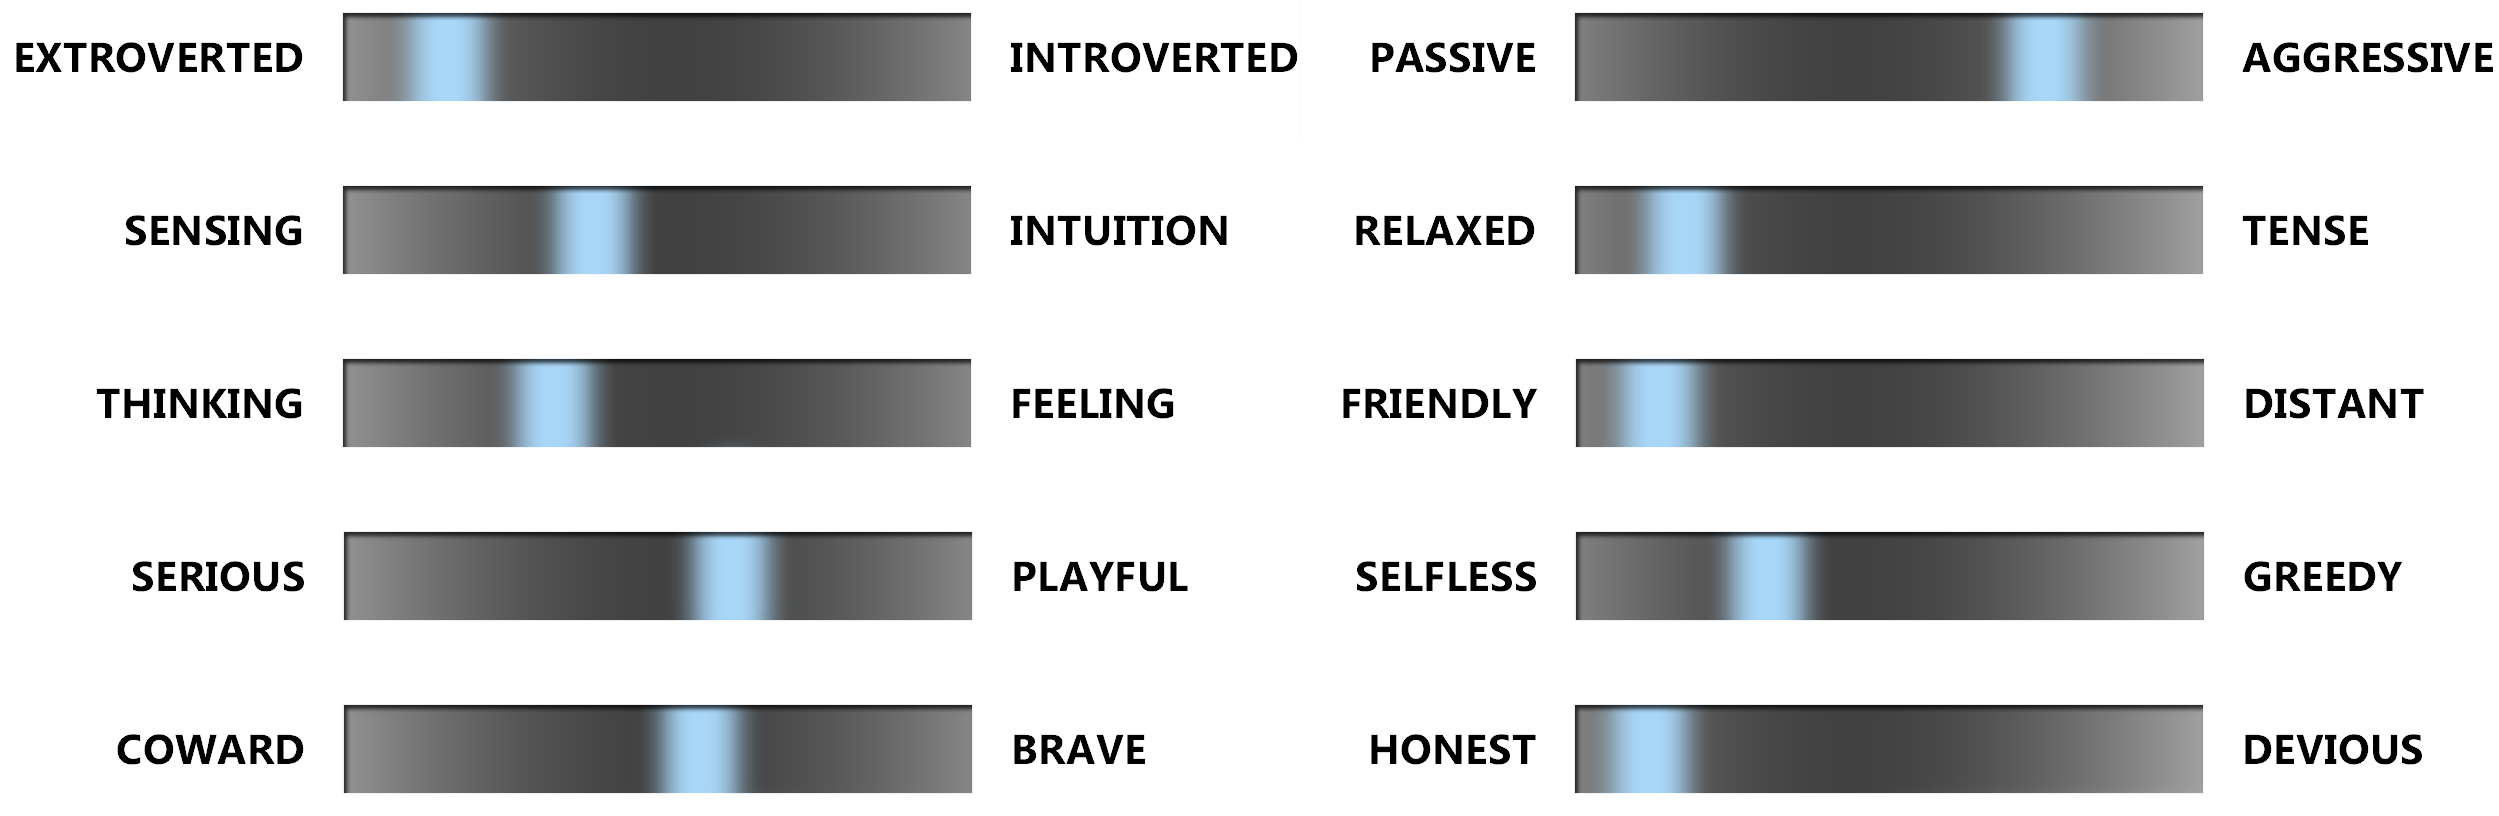 EXTROVERTED INTROVERTED PASSIVE AGGRESSIVE
SENSING INTUITION RELAXED TENSE
THINKING FEELING FRIENDLY DISTANT
SERIOUS PLAYFUL SELFLESS GREEDY
COWARD BRAVE HONEST DEVIOUS